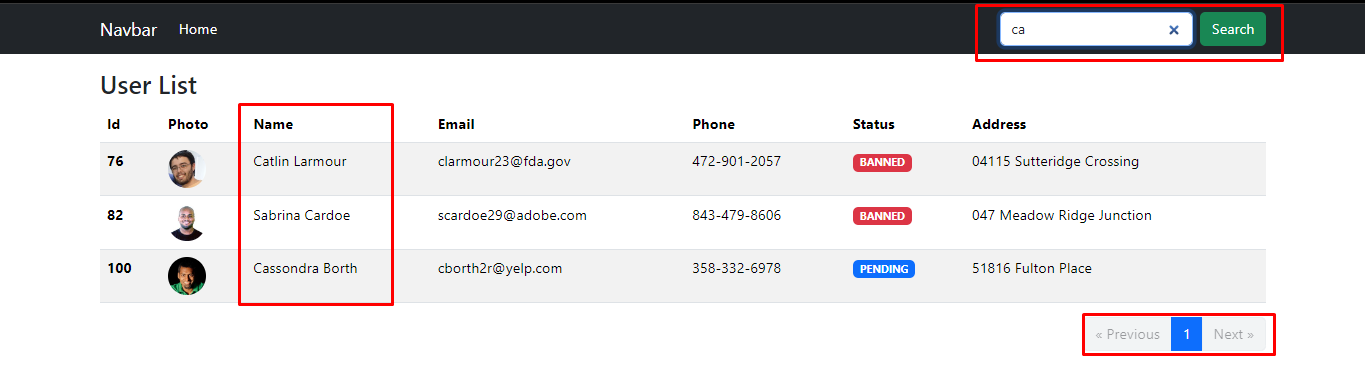 Navbar Home ca × Search
User List
Id Photo Name Email Phone Status Address
76 Catlin Larmour clarmour23@fda.gov 472-901-2057 BANNED 04115 Sutteridge Crossing
82 Sabrina Cardoe scardoe29@adobe.com 843-479-8606 BANNED 047 Meadow Ridge Junction
100 Cassondra Borth cborth2r@yelp.com 358-332-6978 PENDING 51816 Fulton Place
« Previous 1 Next »